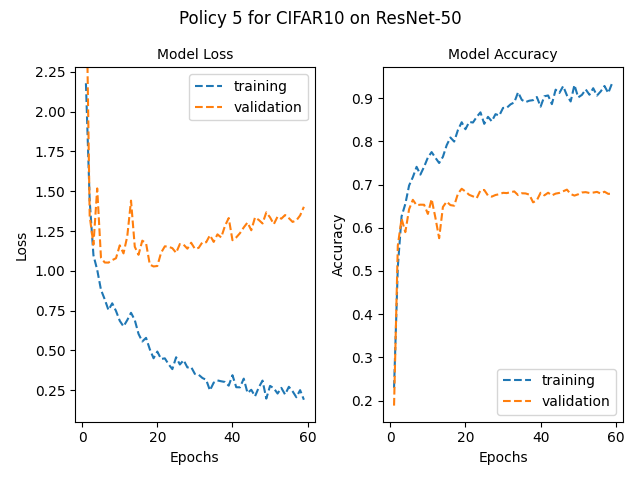 Policy 5 for CIFAR10 on ResNet-50
Model Loss
training
validation
2.25
2.00
1.75
1.50
1.25
1.00
0.75
0.50
0.25
Loss
0 20 40 60
Epochs
Model Accuracy
0.9
0.8
0.7
0.6
0.5
0.4
0.3
0.2
Accuracy
training
validation
0 20 40 60
Epochs